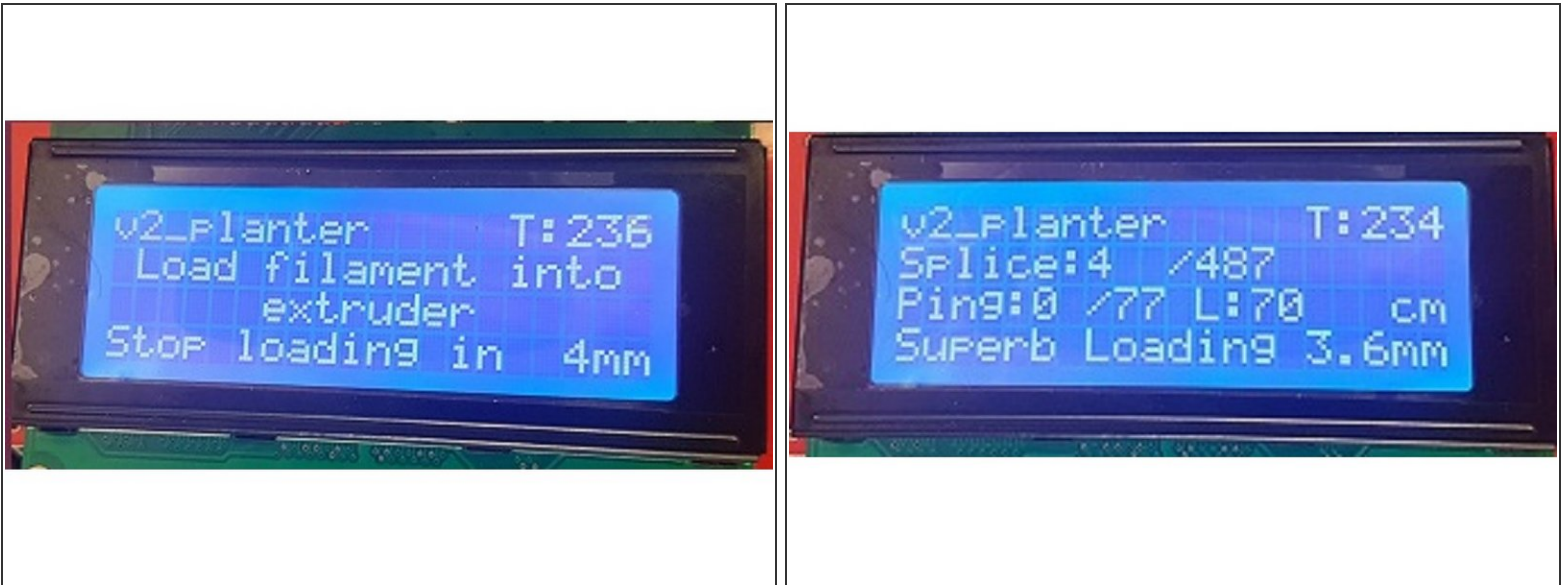 v2_planter T:236
Load filament into
extruder
Stop loading in 4mm
v2_planter T:234
Splice:4 /487
Ping:0 /77 L:70 cm
Superb Loading 3.6mm